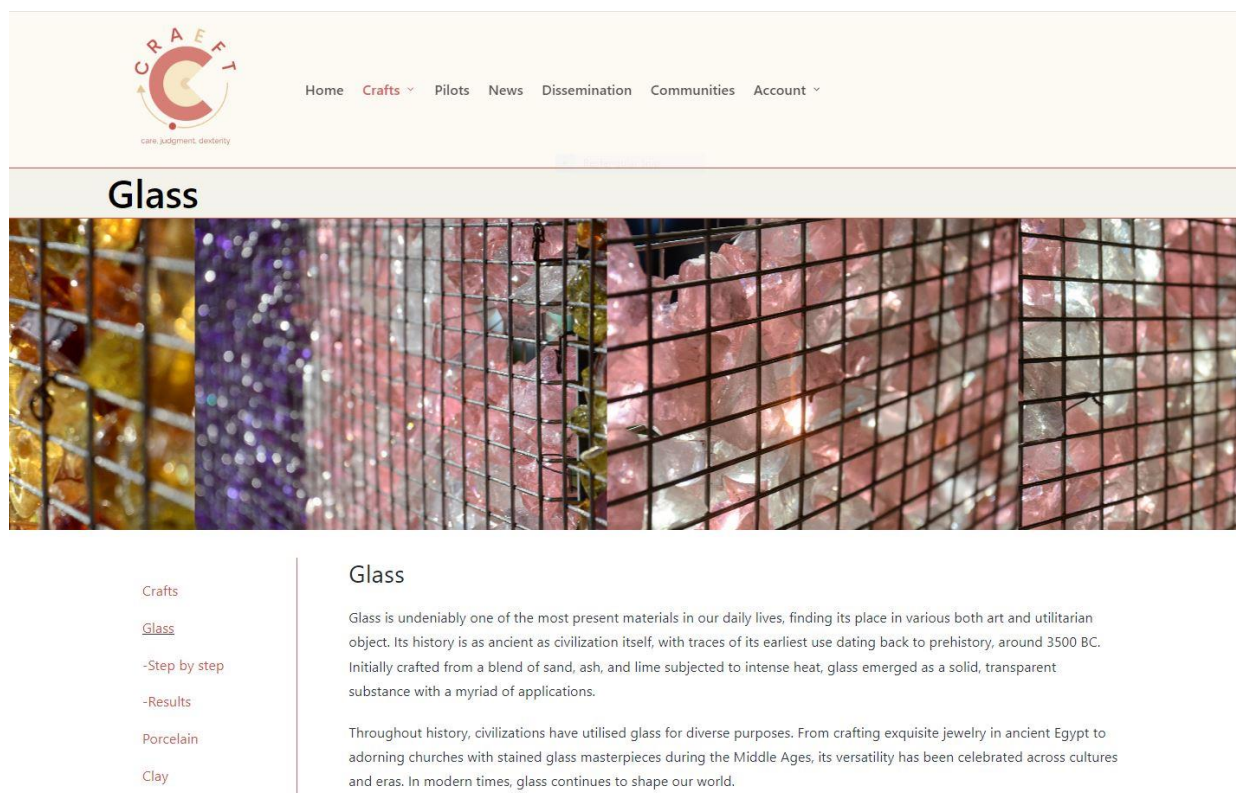 CRAEFT
care, judgment, dexterity
Home Crafts Pilots News Dissemination Communities Account
Glass
Crafts
Glass
-Step by step
-Results
Porcelain
Clay
Glass
Glass is undeniably one of the most present materials in our daily lives, finding its place in various both art and utilitarian
object. Its history is as ancient as civilization itself, with traces of its earliest use dating back to prehistory, around 3500 BC.
Initially crafted from a blend of sand, ash, and lime subjected to intense heat, glass emerged as a solid, transparent
substance with a myriad of applications.
Throughout history, civilizations have utilised glass for diverse purposes. From crafting exquisite jewelry in ancient Egypt to
adorning churches with stained glass masterpieces during the Middle Ages, its versatility has been celebrated across cultures
and eras. In modern times, glass continues to shape our world.